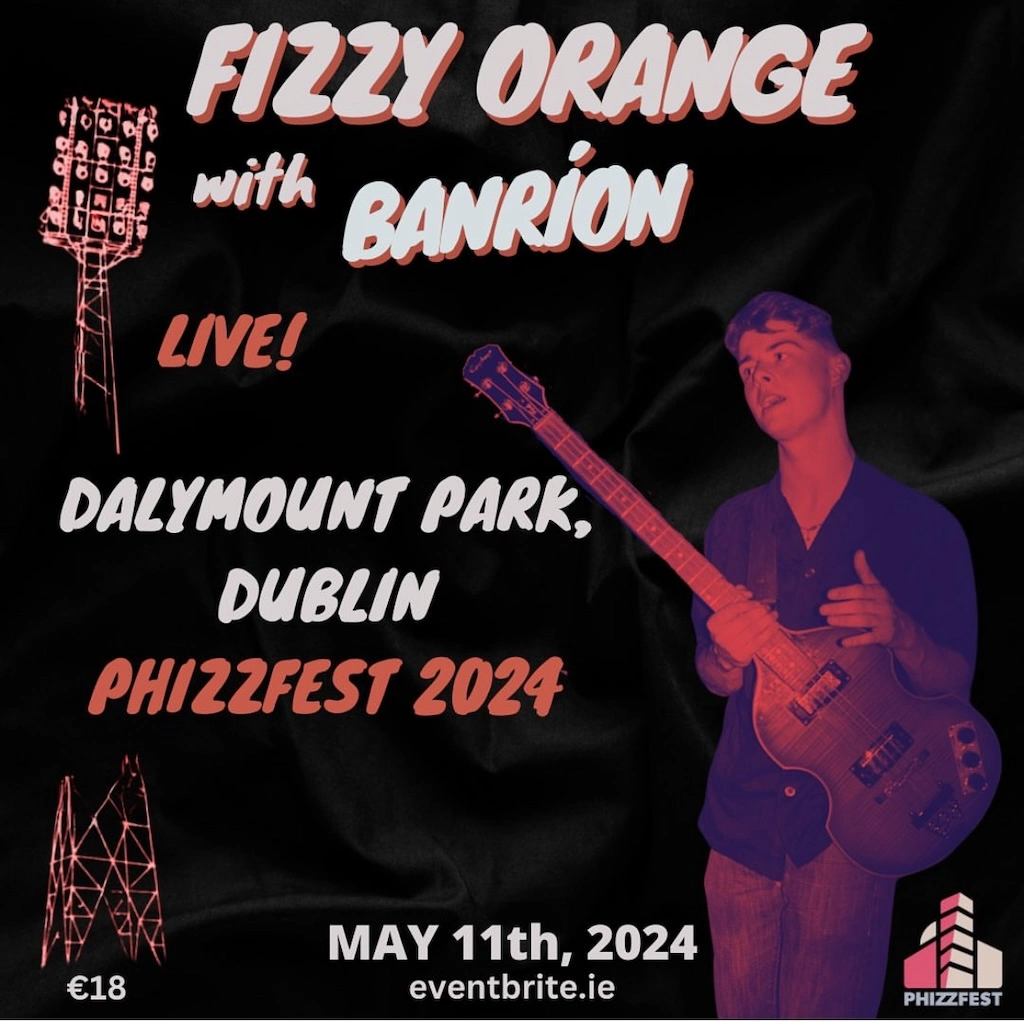 FIZZY ORANGE
with BANRÍON
LIVE!
DALYMOUNT PARK,
DUBLIN
PHIZZFEST 2024
MAY 11th, 2024
€18
eventbrite.ie
PHIZZFEST